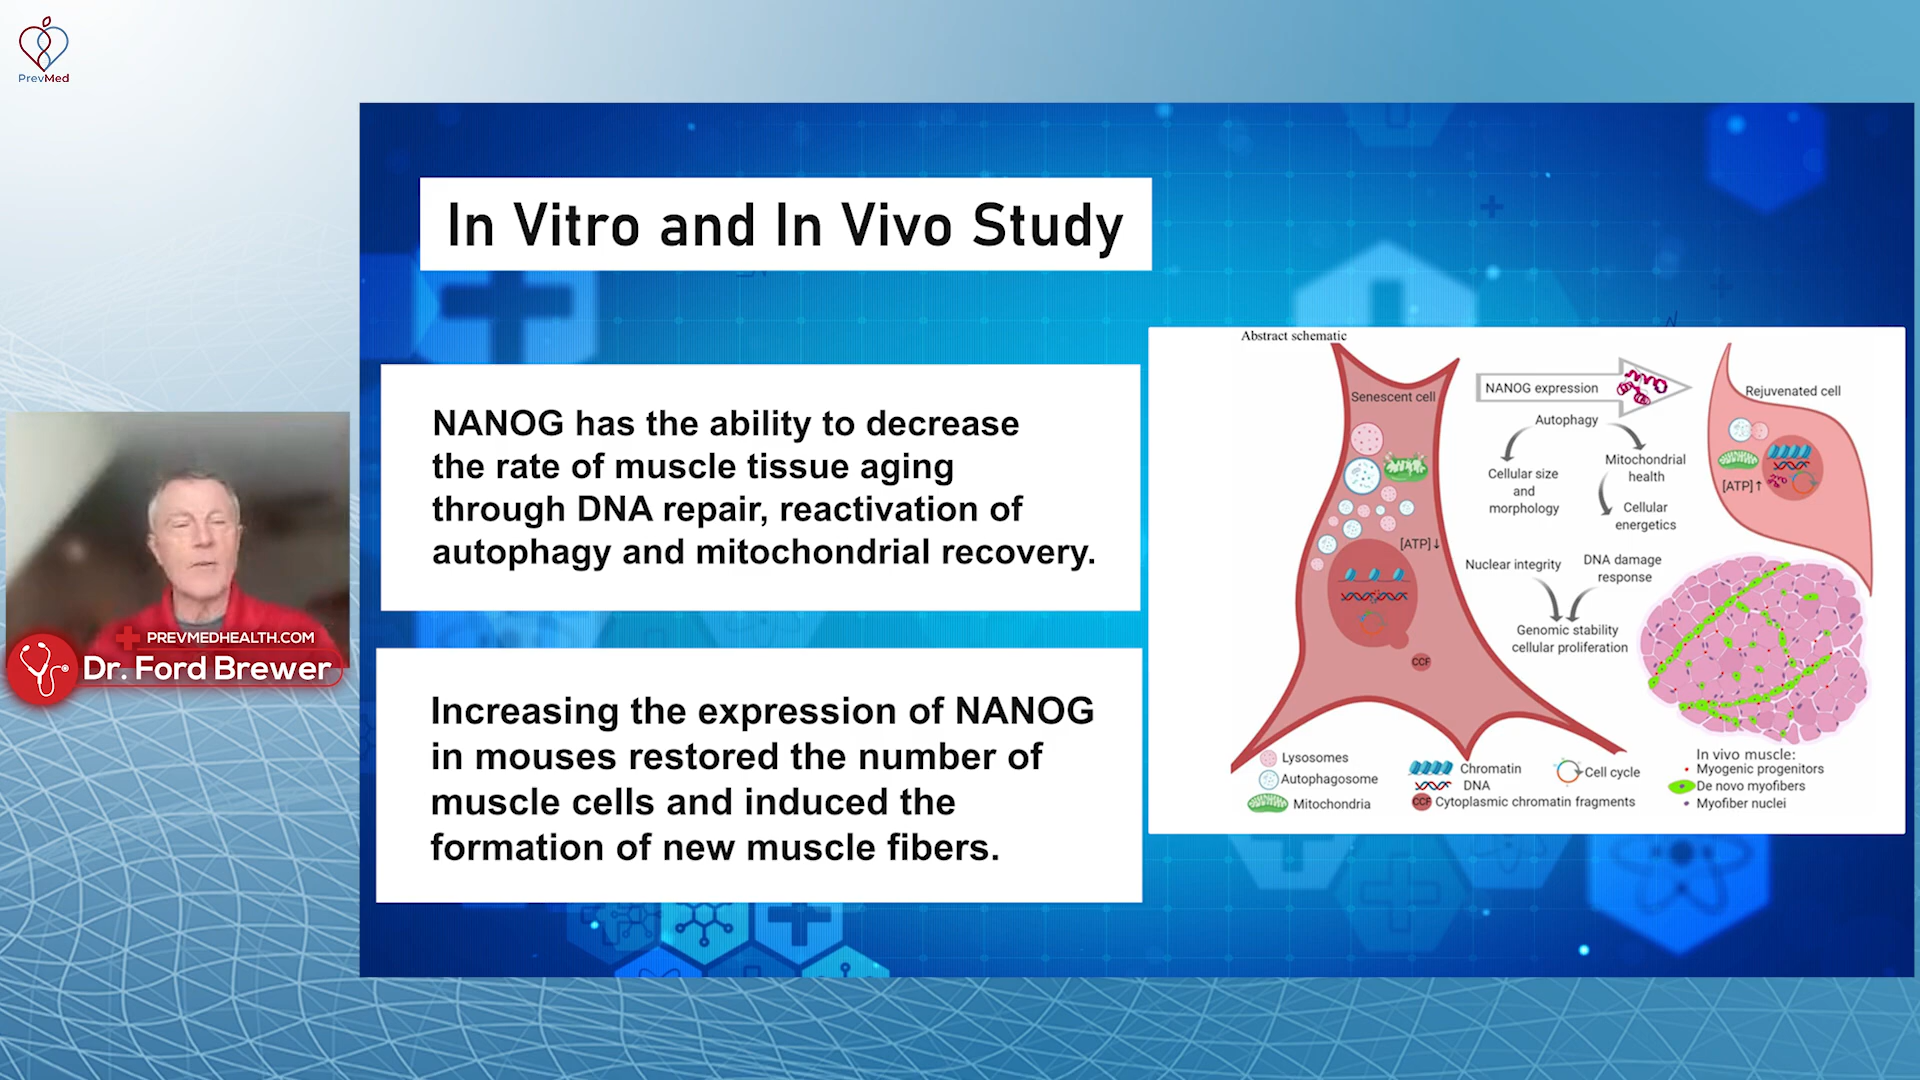 PrevMed
In Vitro and In Vivo Study
NANOG has the ability to decrease
the rate of muscle tissue aging
through DNA repair, reactivation of
autophagy and mitochondrial recovery.
Increasing the expression of NANOG
in mouses restored the number of
muscle cells and induced the
formation of new muscle fibers.
PREVMEDHEALTH.COM
Dr. Ford Brewer
Abstract schematic
Senescent cell
[ATP]↓
CCF
NANOG expression
Autophagy
Cellular size
and
morphology
Mitochondrial
health
Cellular
energetics
Nuclear integrity
DNA damage
response
Genomic stability
cellular proliferation
Rejuvenated cell
[ATP]↑
Lysosomes
Autophagosome
Mitochondria
Chromatin
DNA
CCF Cytoplasmic chromatin fragments
Cell cycle
In vivo muscle:
Myogenic progenitors
De novo myofibers
Myofiber nuclei